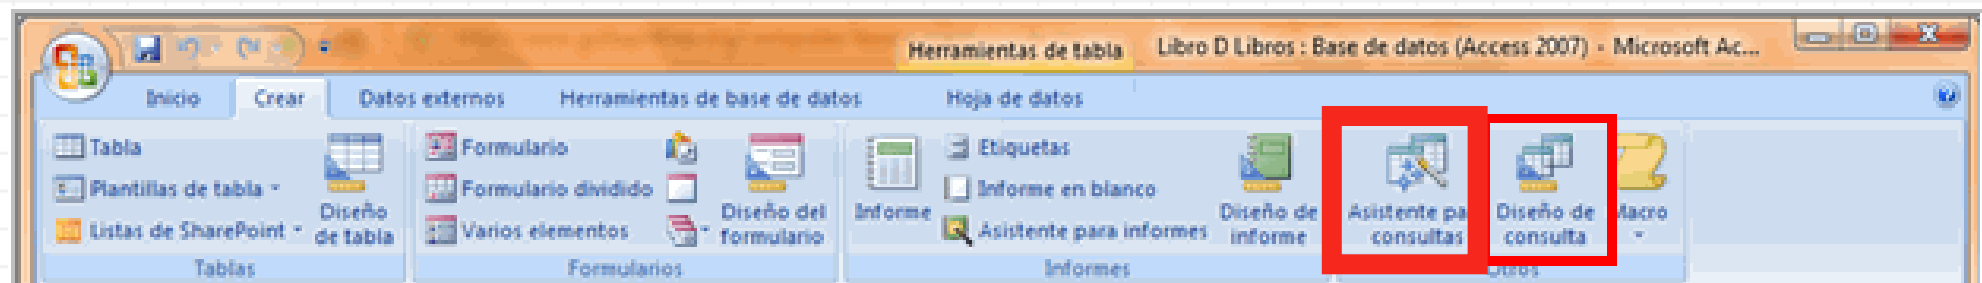 Herramientas de tabla Libro D Libros : Base de datos (Access 2007) - Microsoft Ac...
Inicio Crear Datos externos Herramientas de base de datos Hoja de datos
Tabla
Plantillas de tabla
Listas de SharePoint
Diseño
de tabla
Tablas
Formulario
Formulario dividido
Varios elementos
Diseño del
formulario
Formularios
Informe
Etiquetas
Informe en blanco
Asistente para informes
Diseño de
informe
Informes
Asistente pa
consultas
Diseño de
consulta
Macro
Otros